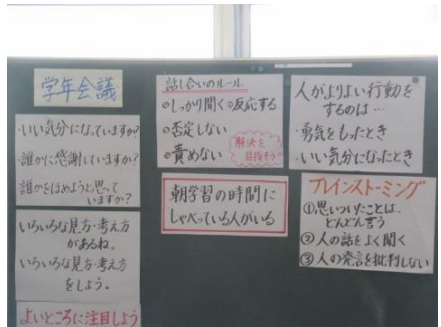 学年会議
・いい気分になっていますか?
・誰かに感謝していますか?
・誰かをほめようと思って
いますか?
いろいろな見方・考え方
があるね。
いろいろな見方・考え方
をしよう。
よいところに注目しよう
話し合いのルール
◎しっかり聞く◎反応する
◎否定しない
◎責めない
解決を
目指そう!
朝学習の時間に
しゃべっている人がいる
人がよりよい行動を
するのは…
・勇気をもったとき
・いい気分になったとき
ブレインストーミング
①思いついたことは、
どんどん言う
②人の話をよく聞く
③人の発言を批判しない